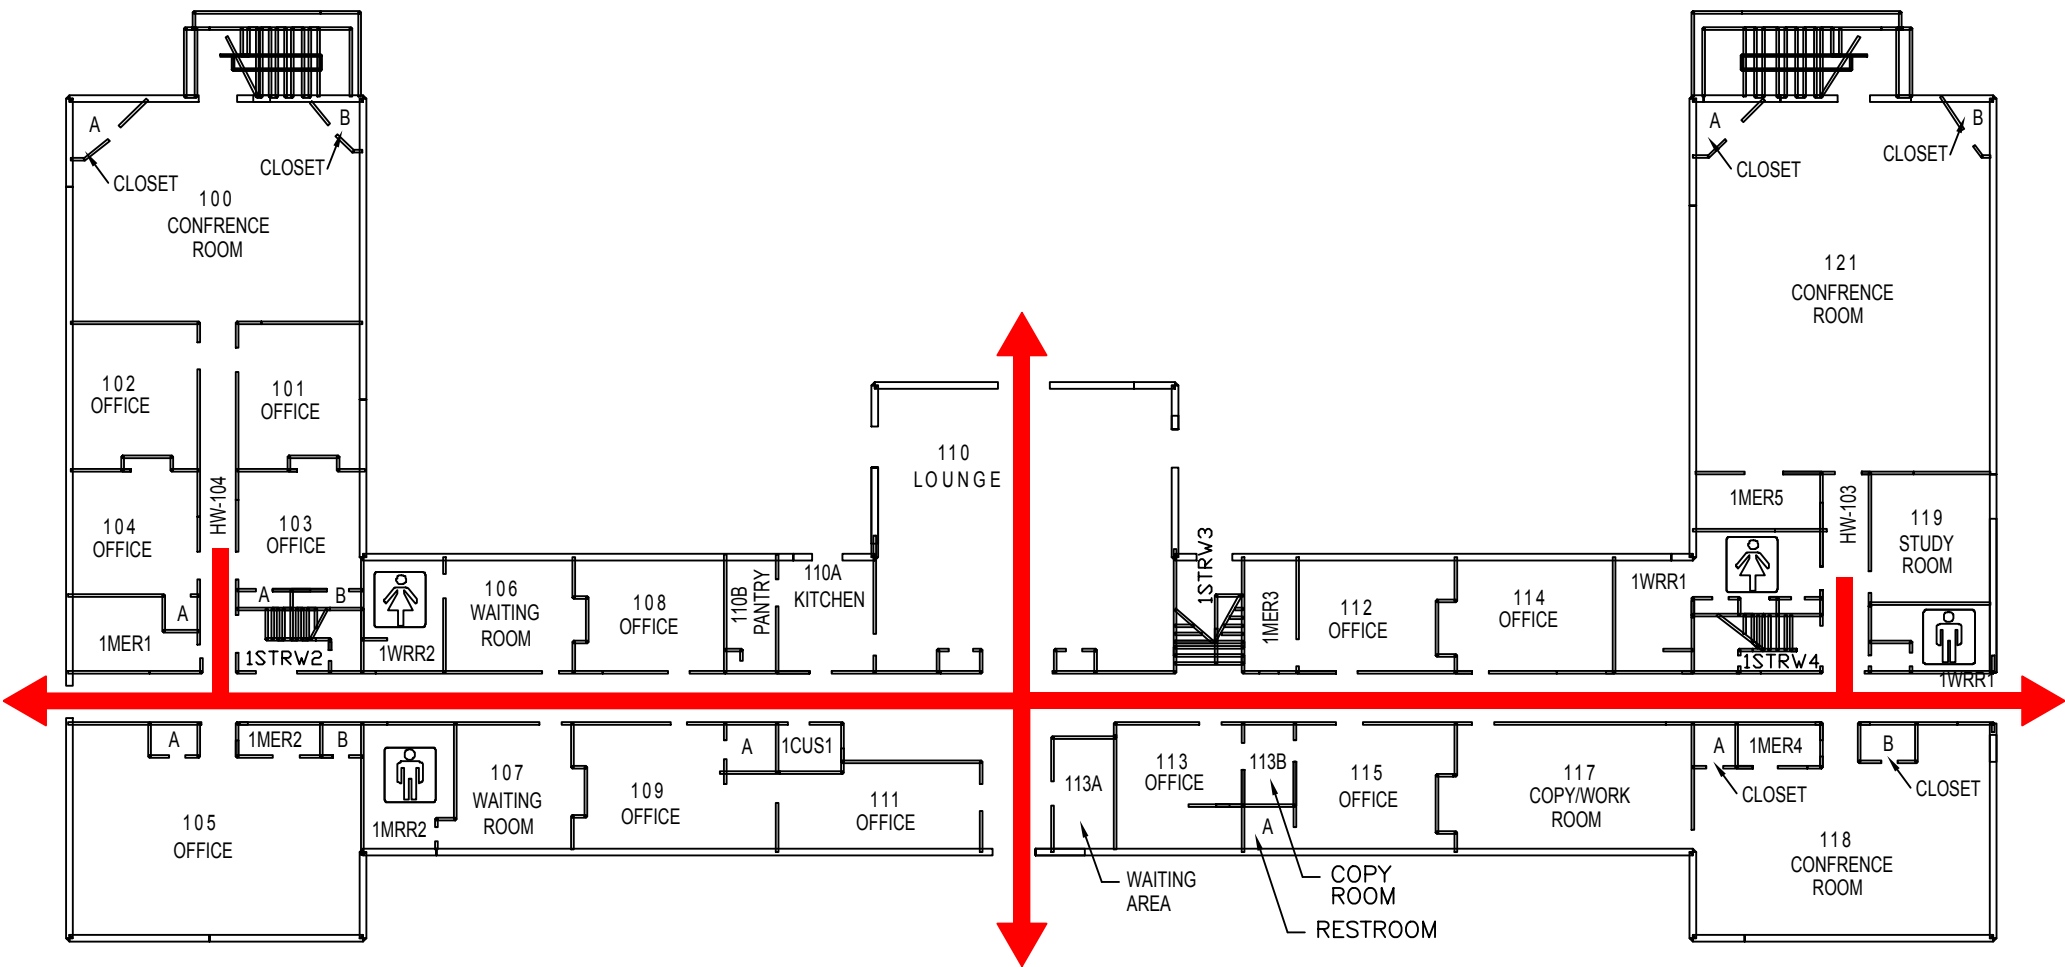 A
B
CLOSET
CLOSET
100
CONFRENCE
ROOM
102
OFFICE
101
OFFICE
104
OFFICE
HW-104
103
OFFICE
A
1MER1
A
B
1STRW2
1WRR2
106
WAITING
ROOM
108
OFFICE
110B
PANTRY
110A
KITCHEN
110
LOUNGE
1STRW3
1MER3
112
OFFICE
114
OFFICE
1WRR1
A
B
CLOSET
CLOSET
121
CONFRENCE
ROOM
1MER5
HW-103
119
STUDY
ROOM
1STRW4
1WRR1
A
1MER2
B
105
OFFICE
1MRR2
107
WAITING
ROOM
109
OFFICE
A
1CUS1
111
OFFICE
113A
WAITING
AREA
113
OFFICE
113B
A
COPY
ROOM
RESTROOM
115
OFFICE
117
COPY/WORK
ROOM
A
1MER4
B
CLOSET
CLOSET
118
CONFRENCE
ROOM